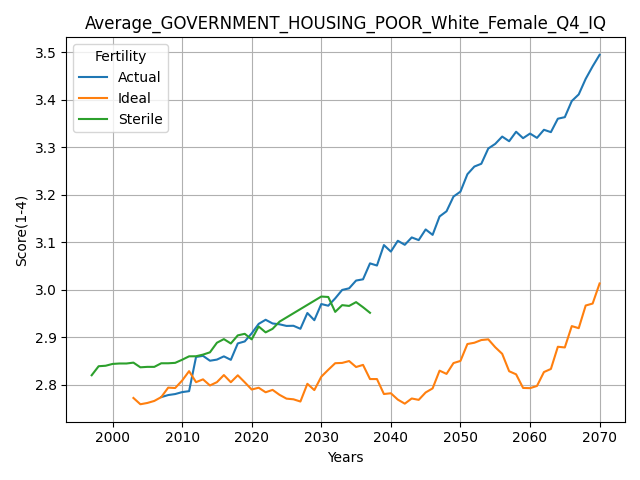 Average_GOVERNMENT_HOUSING_POOR_White_Female_Q4_IQ
Fertility
Actual
Ideal
Sterile
Score(1-4)
3.5
3.4
3.3
3.2
3.1
3.0
2.9
2.8
2000 2010 2020 2030 2040 2050 2060 2070
Years